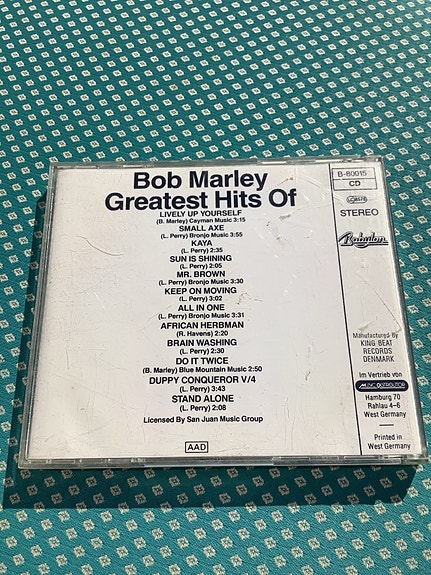 Bob Marley
Greatest Hits Of
LIVELY UP YOURSELF
(B. Marley) Cayman Music 3:15
SMALL AXE
(L. Perry) Bronjo Music 3:55
KAYA
(L. Perry) 2:35
SUN IS SHINING
(L. Perry) 2:05
MR. BROWN
(L. Perry) Bronjo Music 3:30
KEEP ON MOVING
(L. Perry) 3:02
ALL IN ONE
(L. Perry) Bronjo Music 3:31
AFRICAN HERBMAN
(R. Havens) 2:20
BRAIN WASHING
(L. Perry) 2:30
DO IT TWICE
(B. Marley) Blue Mountain Music 2:50
DUPPY CONQUEROR V/4
(L. Perry) 3:43
STAND ALONE
(L. Perry) 2:08
Licensed By San Juan Music Group
AAD
B-80015
CD
STEREO
Babylon
Manufactured By
KING BEAT
RECORDS
DENMARK
Im Vertrieb von
MUSIC DISTRIBUTOR
Hamburg 70
Rahlau 4-6
West Germany
Printed in
West Germany